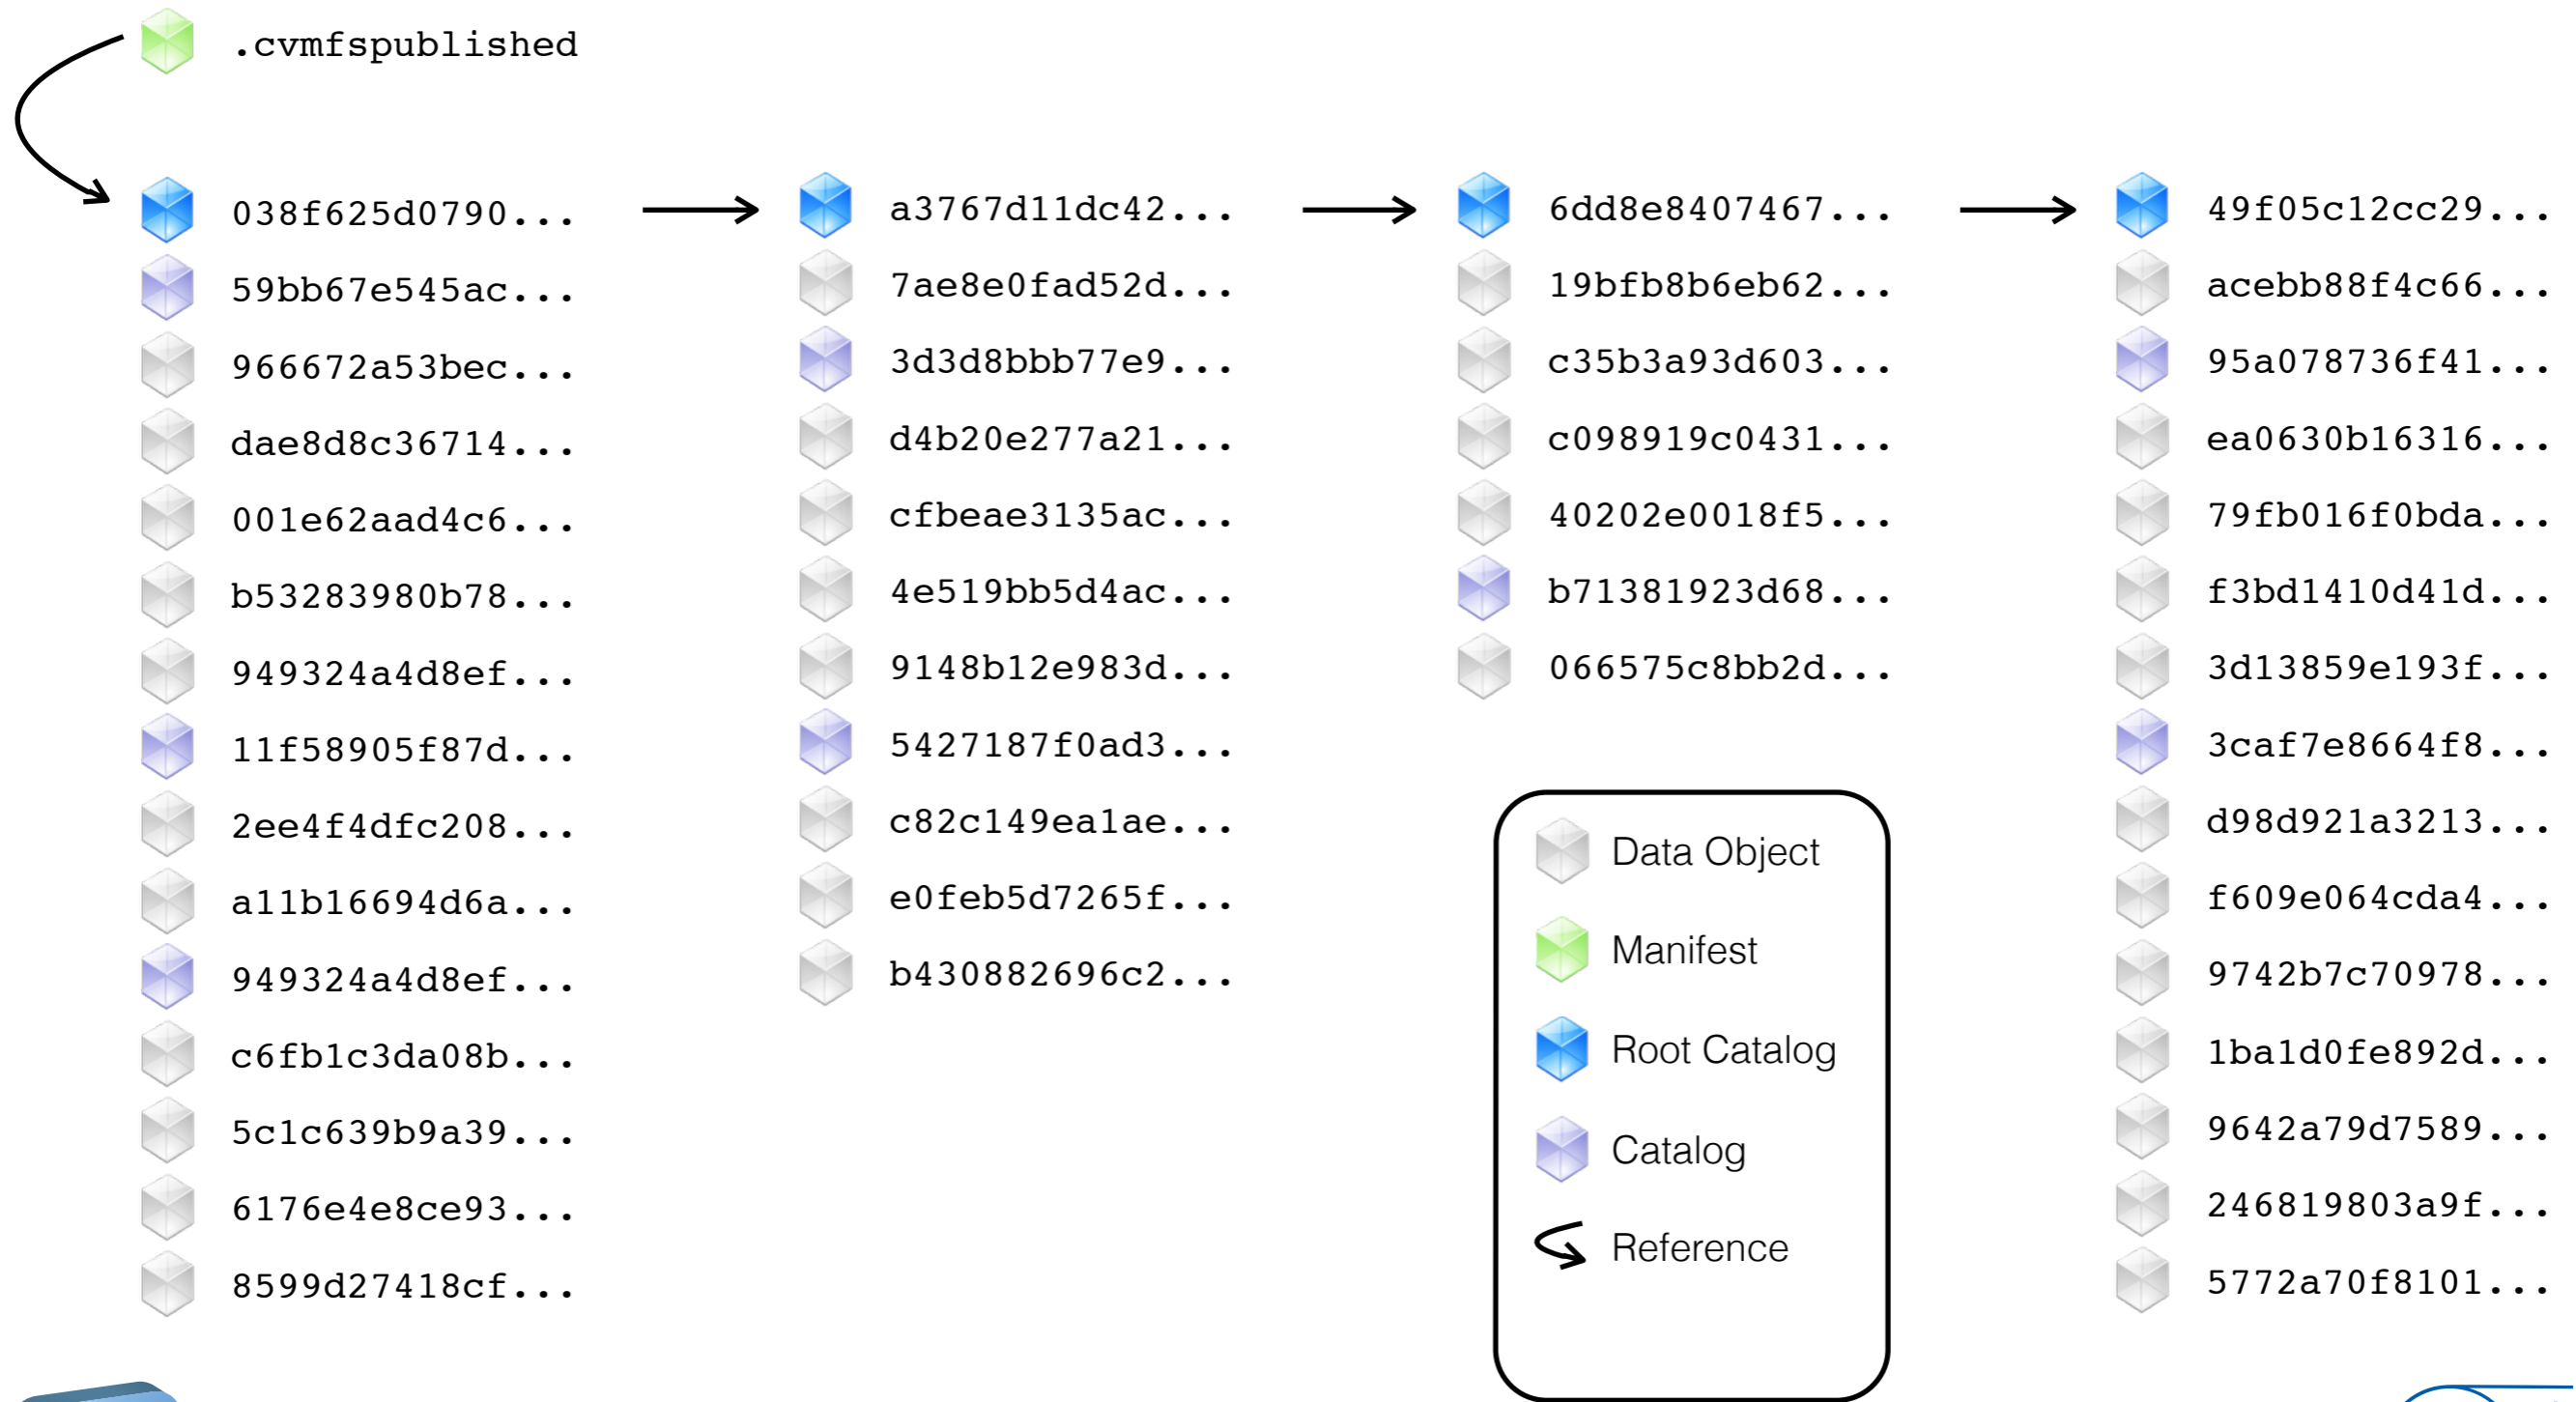 .cvmfspublished
038f625d0790...
59bb67e545ac...
966672a53bec...
dae8d8c36714...
001e62aad4c6...
b53283980b78...
949324a4d8ef...
11f58905f87d...
2ee4f4dfc208...
a11b16694d6a...
949324a4d8ef...
c6fb1c3da08b...
5c1c639b9a39...
6176e4e8ce93...
8599d27418cf...
a3767d11dc42...
7ae8e0fad52d...
3d3d8bbb77e9...
d4b20e277a21...
cfbeae3135ac...
4e519bb5d4ac...
9148b12e983d...
5427187f0ad3...
c82c149ea1ae...
e0feb5d7265f...
b430882696c2...
6dd8e8407467...
19bfb8b6eb62...
c35b3a93d603...
c098919c0431...
40202e0018f5...
b71381923d68...
066575c8bb2d...
Data Object
Manifest
Root Catalog
Catalog
Reference
49f05c12cc29...
acebb88f4c66...
95a078736f41...
ea0630b16316...
79fb016f0bda...
f3bd1410d41d...
3d13859e193f...
3caf7e8664f8...
d98d921a3213...
f609e064cda4...
9742b7c70978...
1ba1d0fe892d...
9642a79d7589...
246819803a9f...
5772a70f8101...